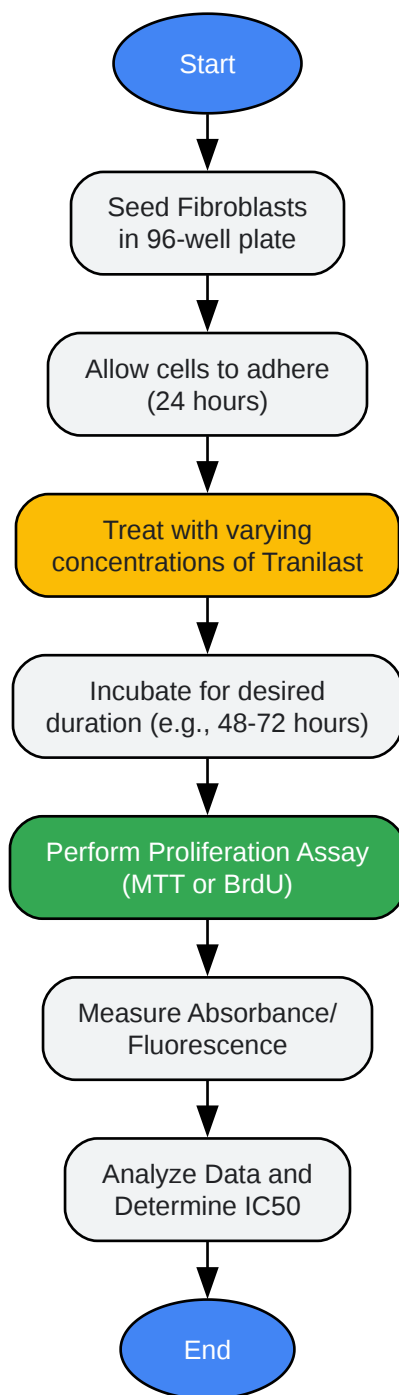 Start
Seed Fibroblasts
in 96-well plate
Allow cells to adhere
(24 hours)
Treat with varying
concentrations of Tranilast
Incubate for desired
duration (e.g., 48-72 hours)
Perform Proliferation Assay
(MTT or BrdU)
Measure Absorbance/
Fluorescence
Analyze Data and
Determine IC50
End